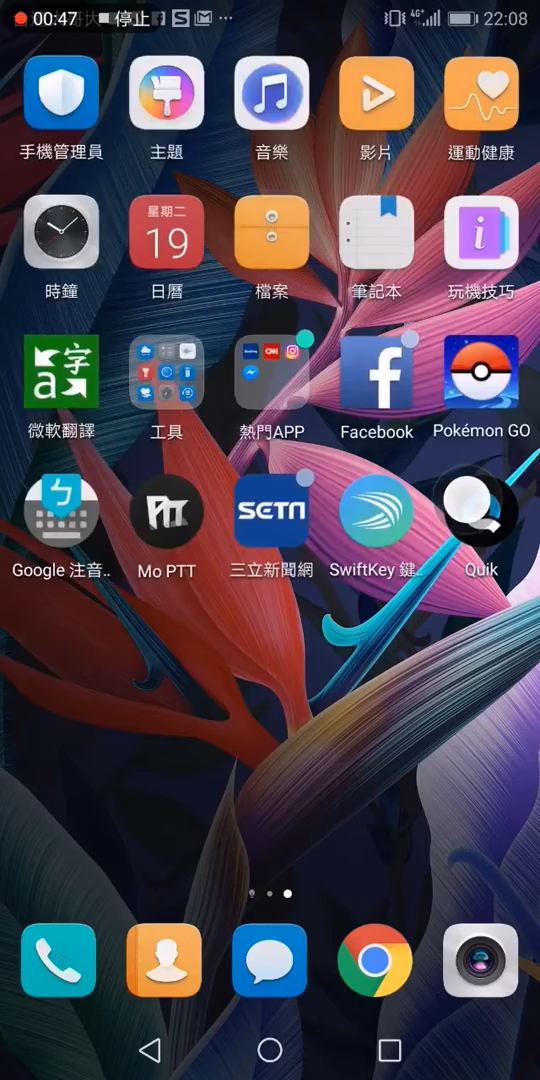 00:47 停止 22:08
4G+
手機管理員 主題 音樂 影片 運動健康
星期二
19
時鐘 日曆 檔案 筆記本 玩機技巧
字
a
微軟翻譯 工具 熱門APP Facebook Pokémon GO
ㄅ PTT SETN
Google 注音.. Mo PTT 三立新聞網 SwiftKey 鍵.. Quik